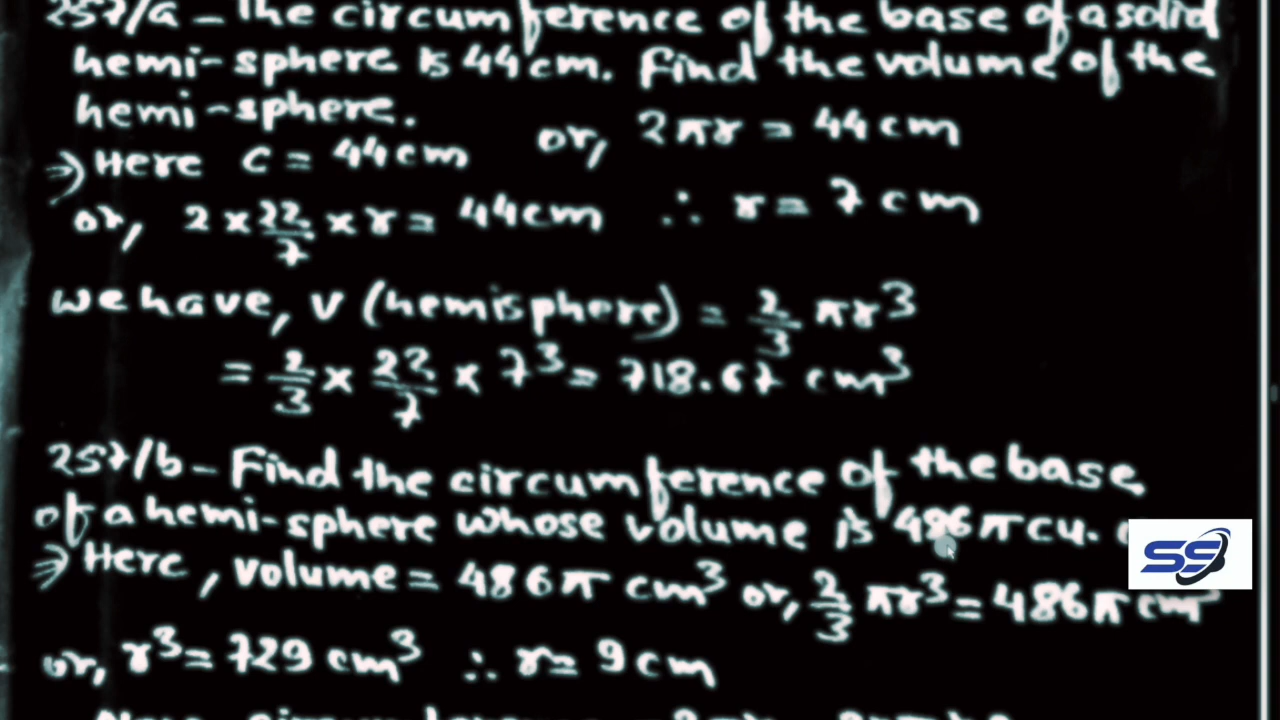 257/a - The circumference of the base of a solid
hemi-sphere is 44 cm. Find the volume of the
hemi-sphere.
⇒ Here C = 44 cm or, 2πr = 44 cm
or, 2 × 22/7 × r = 44 cm ∴ r = 7 cm
we have, V (hemisphere) = 2/3 πr³
= 2/3 × 22/7 × 7³ = 718.67 cm³
257/b - Find the circumference of the base
of a hemi-sphere whose volume is 486π cu.
⇒ Here, volume = 486π cm³ or, 2/3 πr³ = 486π cm³
or, r³ = 729 cm³ ∴ r = 9 cm
SS